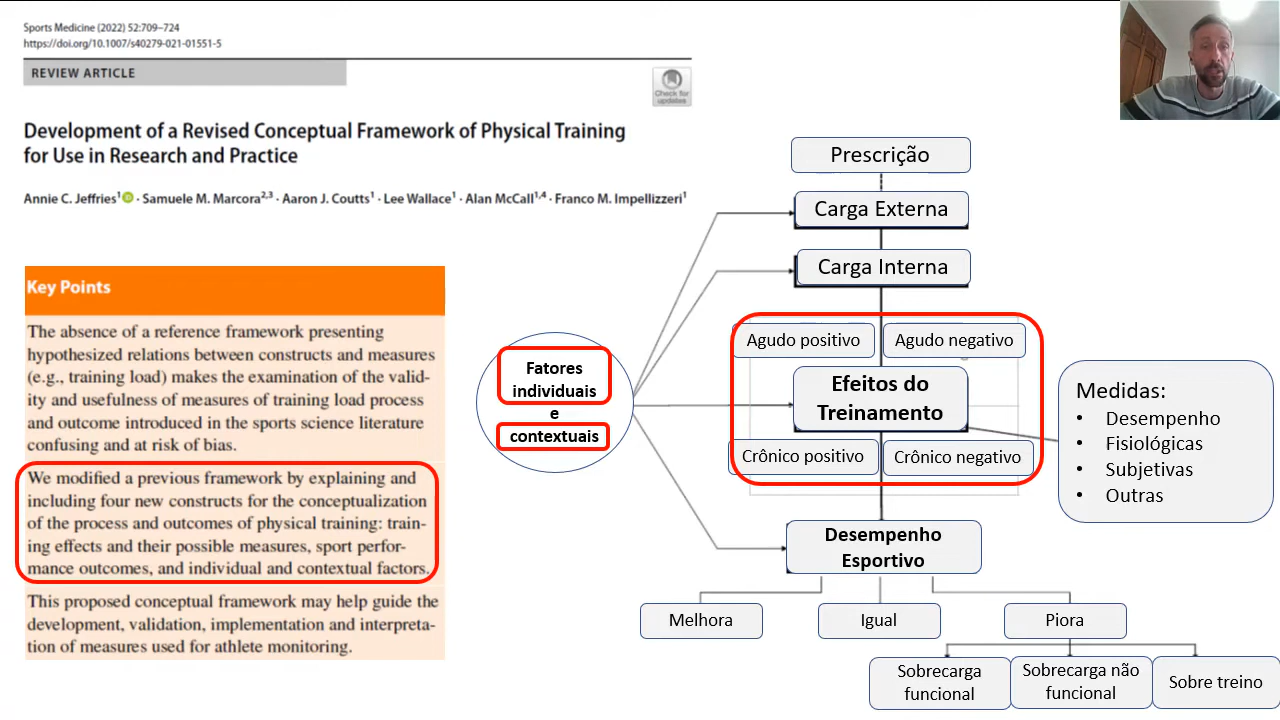 Sports Medicine (2022) 52:709–724
https://doi.org/10.1007/s40279-021-01551-5
REVIEW ARTICLE
Check for
updates
Development of a Revised Conceptual Framework of Physical Training
for Use in Research and Practice
Annie C. Jeffries¹ · Samuele M. Marcora²,³ · Aaron J. Coutts¹ · Lee Wallace¹ · Alan McCall¹,⁴ · Franco M. Impellizzeri¹
Key Points
The absence of a reference framework presenting
hypothesized relations between constructs and measures
(e.g., training load) makes the examination of the valid-
ity and usefulness of measures of training load process
and outcome introduced in the sports science literature
confusing and at risk of bias.
We modified a previous framework by explaining and
including four new constructs for the conceptualization
of the process and outcomes of physical training: train-
ing effects and their possible measures, sport perfor-
mance outcomes, and individual and contextual factors.
This proposed conceptual framework may help guide the
development, validation, implementation and interpreta-
tion of measures used for athlete monitoring.
Fatores
individuais
e
contextuais
Prescrição
Carga Externa
Carga Interna
Agudo positivo
Agudo negativo
Efeitos do
Treinamento
Crônico positivo
Crônico negativo
Medidas:
• Desempenho
• Fisiológicas
• Subjetivas
• Outras
Desempenho
Esportivo
Melhora
Igual
Piora
Sobrecarga
funcional
Sobrecarga não
funcional
Sobre treino